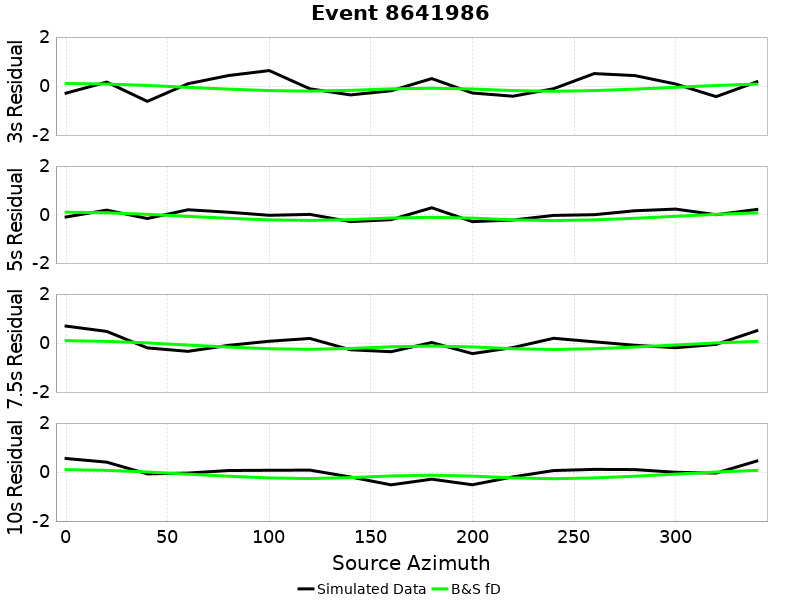 Event 8641986
3s Residual
2
0
-2
5s Residual
2
0
-2
7.5s Residual
2
0
-2
10s Residual
2
0
-2
0 50 100 150 200 250 300
Source Azimuth
Simulated Data B&S fD